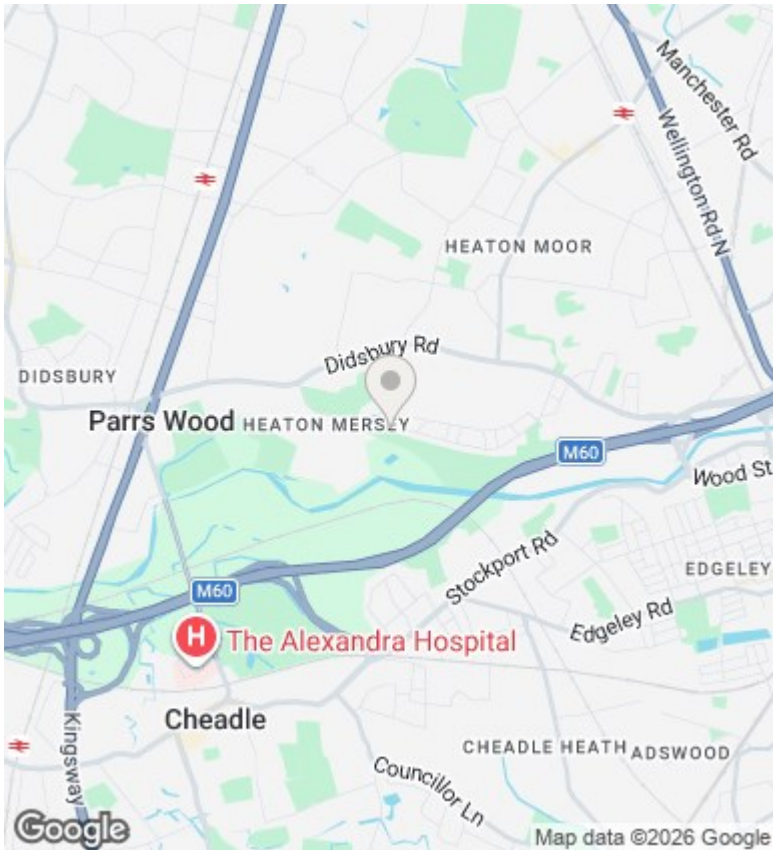 Manchester Rd
Wellington Rd N
HEATON MOOR
Didsbury Rd
DIDSBURY
Parrs Wood
HEATON MERSEY
M60
Wood St
Stockport Rd
EDGELEY
M60
Edgeley Rd
H
The Alexandra Hospital
Cheadle
Kingsway
CHEADLE HEATH
ADSWOOD
Councillor Ln
Google
Map data ©2026 Google